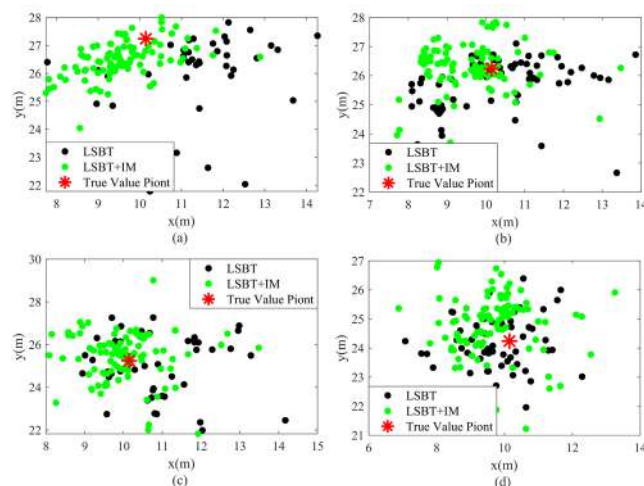 28
27
26
25
24
23
22
y(m)
LSBT
LSBT+IM
True Value Piont
8 9 10 11 12 13 14
x(m)
(a)
28
27
26
25
24
23
22
y(m)
LSBT
LSBT+IM
True Value Piont
7 8 9 10 11 12 13 14
x(m)
(b)
30
28
26
24
22
y(m)
LSBT
LSBT+IM
True Value Piont
8 9 10 11 12 13 14 15
x(m)
(c)
27
26
25
24
23
22
21
y(m)
LSBT
LSBT+IM
True Value Piont
6 8 10 12 14
x(m)
(d)